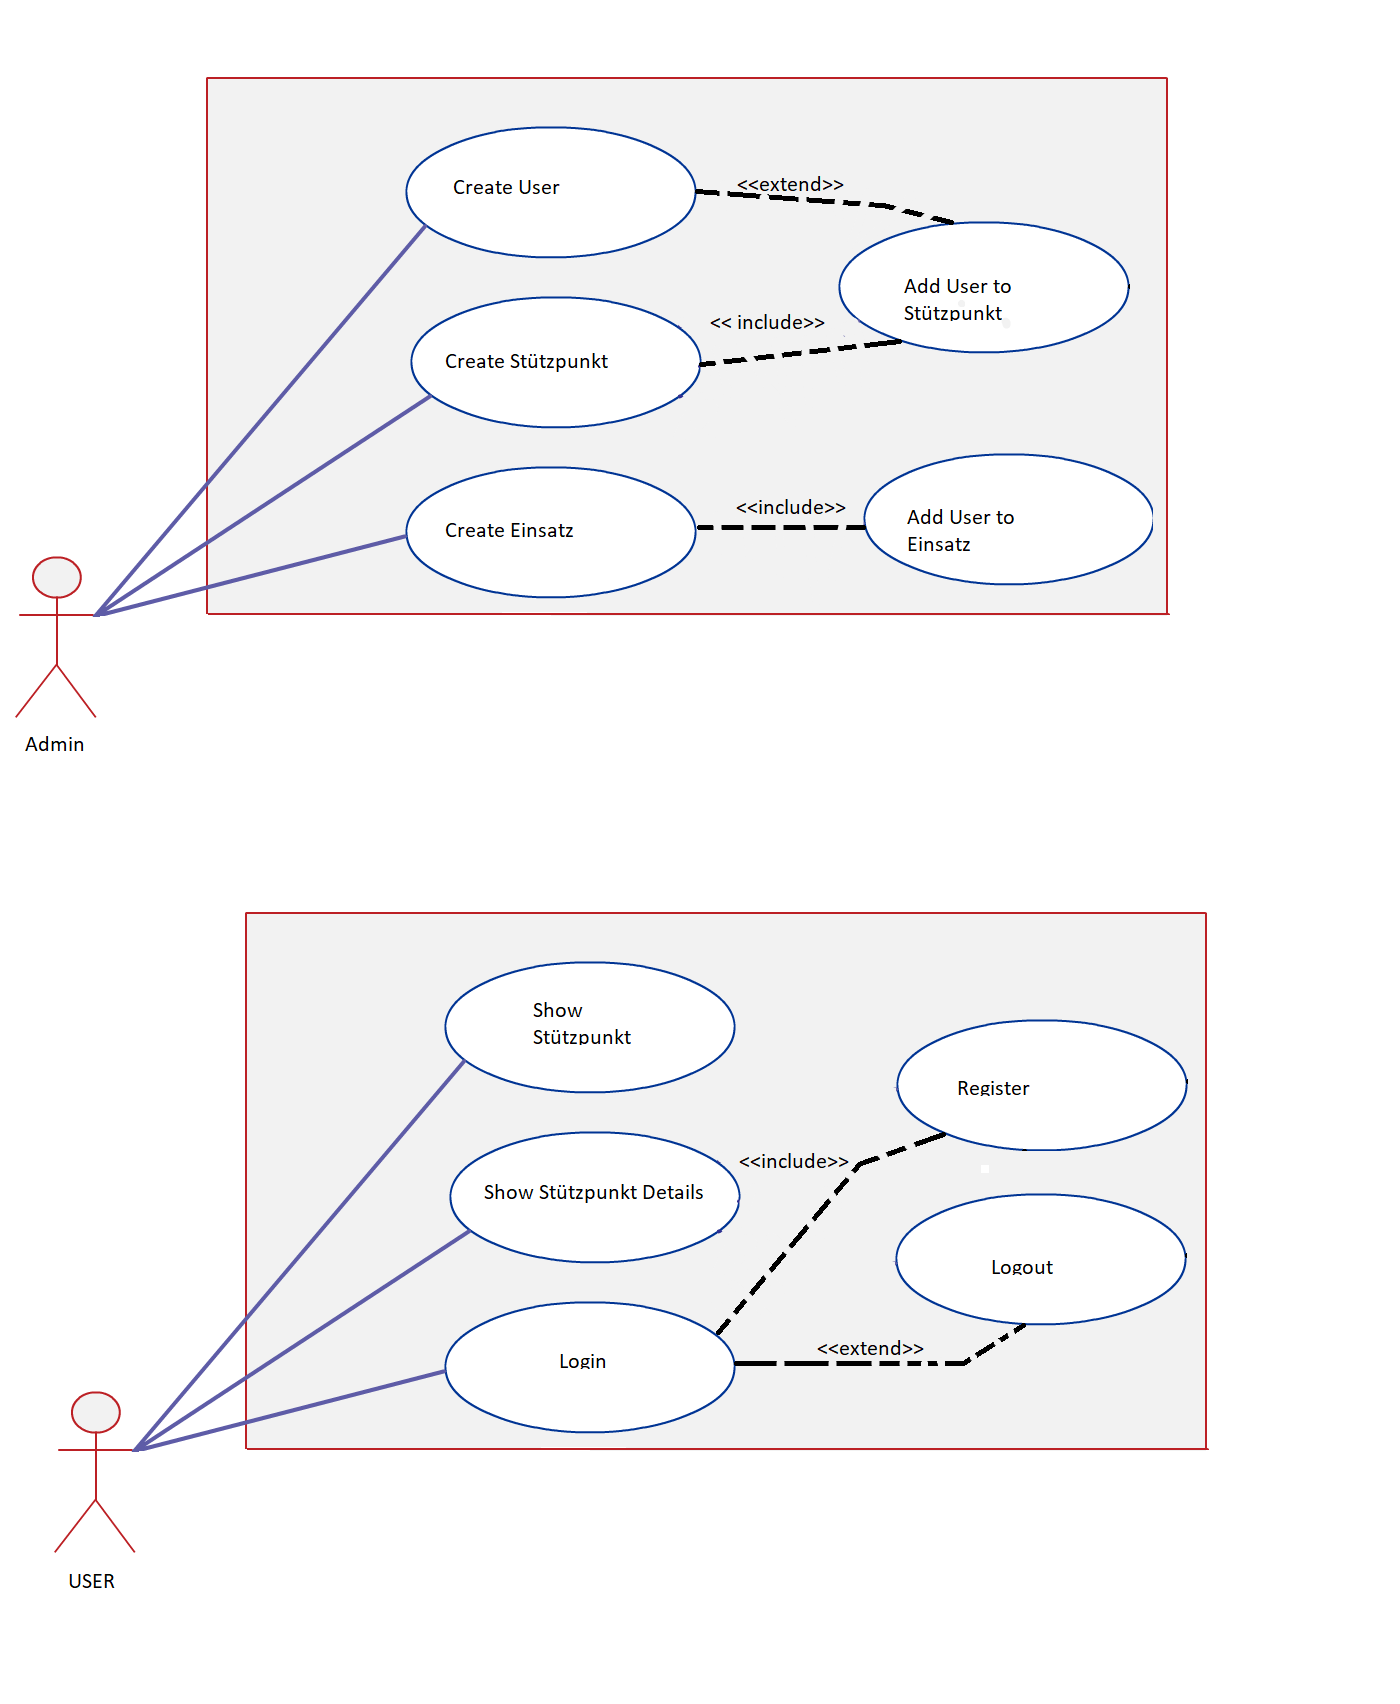 Create User
<<extend>>
Add User to
Stützpunkt
<< include>>
Create Stützpunkt
<<include>>
Create Einsatz
Add User to
Einsatz
Admin
Show
Stützpunkt
Register
<<include>>
Show Stützpunkt Details
Logout
<<extend>>
Login
USER